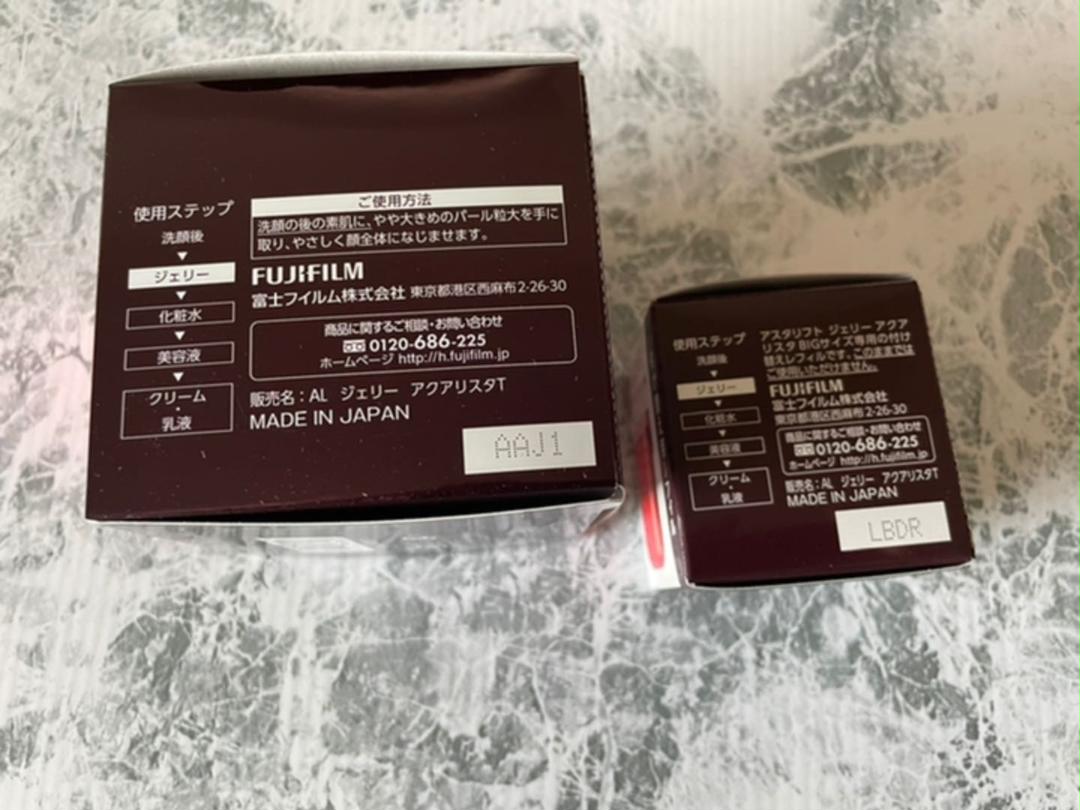 使用ステップ
洗顔後
▼
ジェリー
▼
化粧水
▼
美容液
▼
クリーム
・
乳液
ご使用方法
洗顔の後の素肌に、やや大きめのパール粒大を手に
取り、やさしく顔全体になじませます。
FUJIFILM
富士フイルム株式会社 東京都港区西麻布2-26-30
商品に関するご相談・お問い合わせ
0120-686-225
ホームページ http://h.fujifilm.jp
販売名：AL ジェリー アクアリスタT
MADE IN JAPAN
AAJ1
使用ステップ
洗顔後
▼
ジェリー
▼
化粧水
▼
美容液
▼
クリーム
・
乳液
アスタリフト ジェリー アクア
リスタ BIGサイズ専用の付け
替えレフィルです。このままでは
ご使用いただけません。
FUJIFILM
富士フイルム株式会社
東京都港区西麻布2-26-30
商品に関するご相談・お問い合わせ
0120-686-225
ホームページ http://h.fujifilm.jp
販売名：AL ジェリー アクアリスタT
MADE IN JAPAN
LBDR